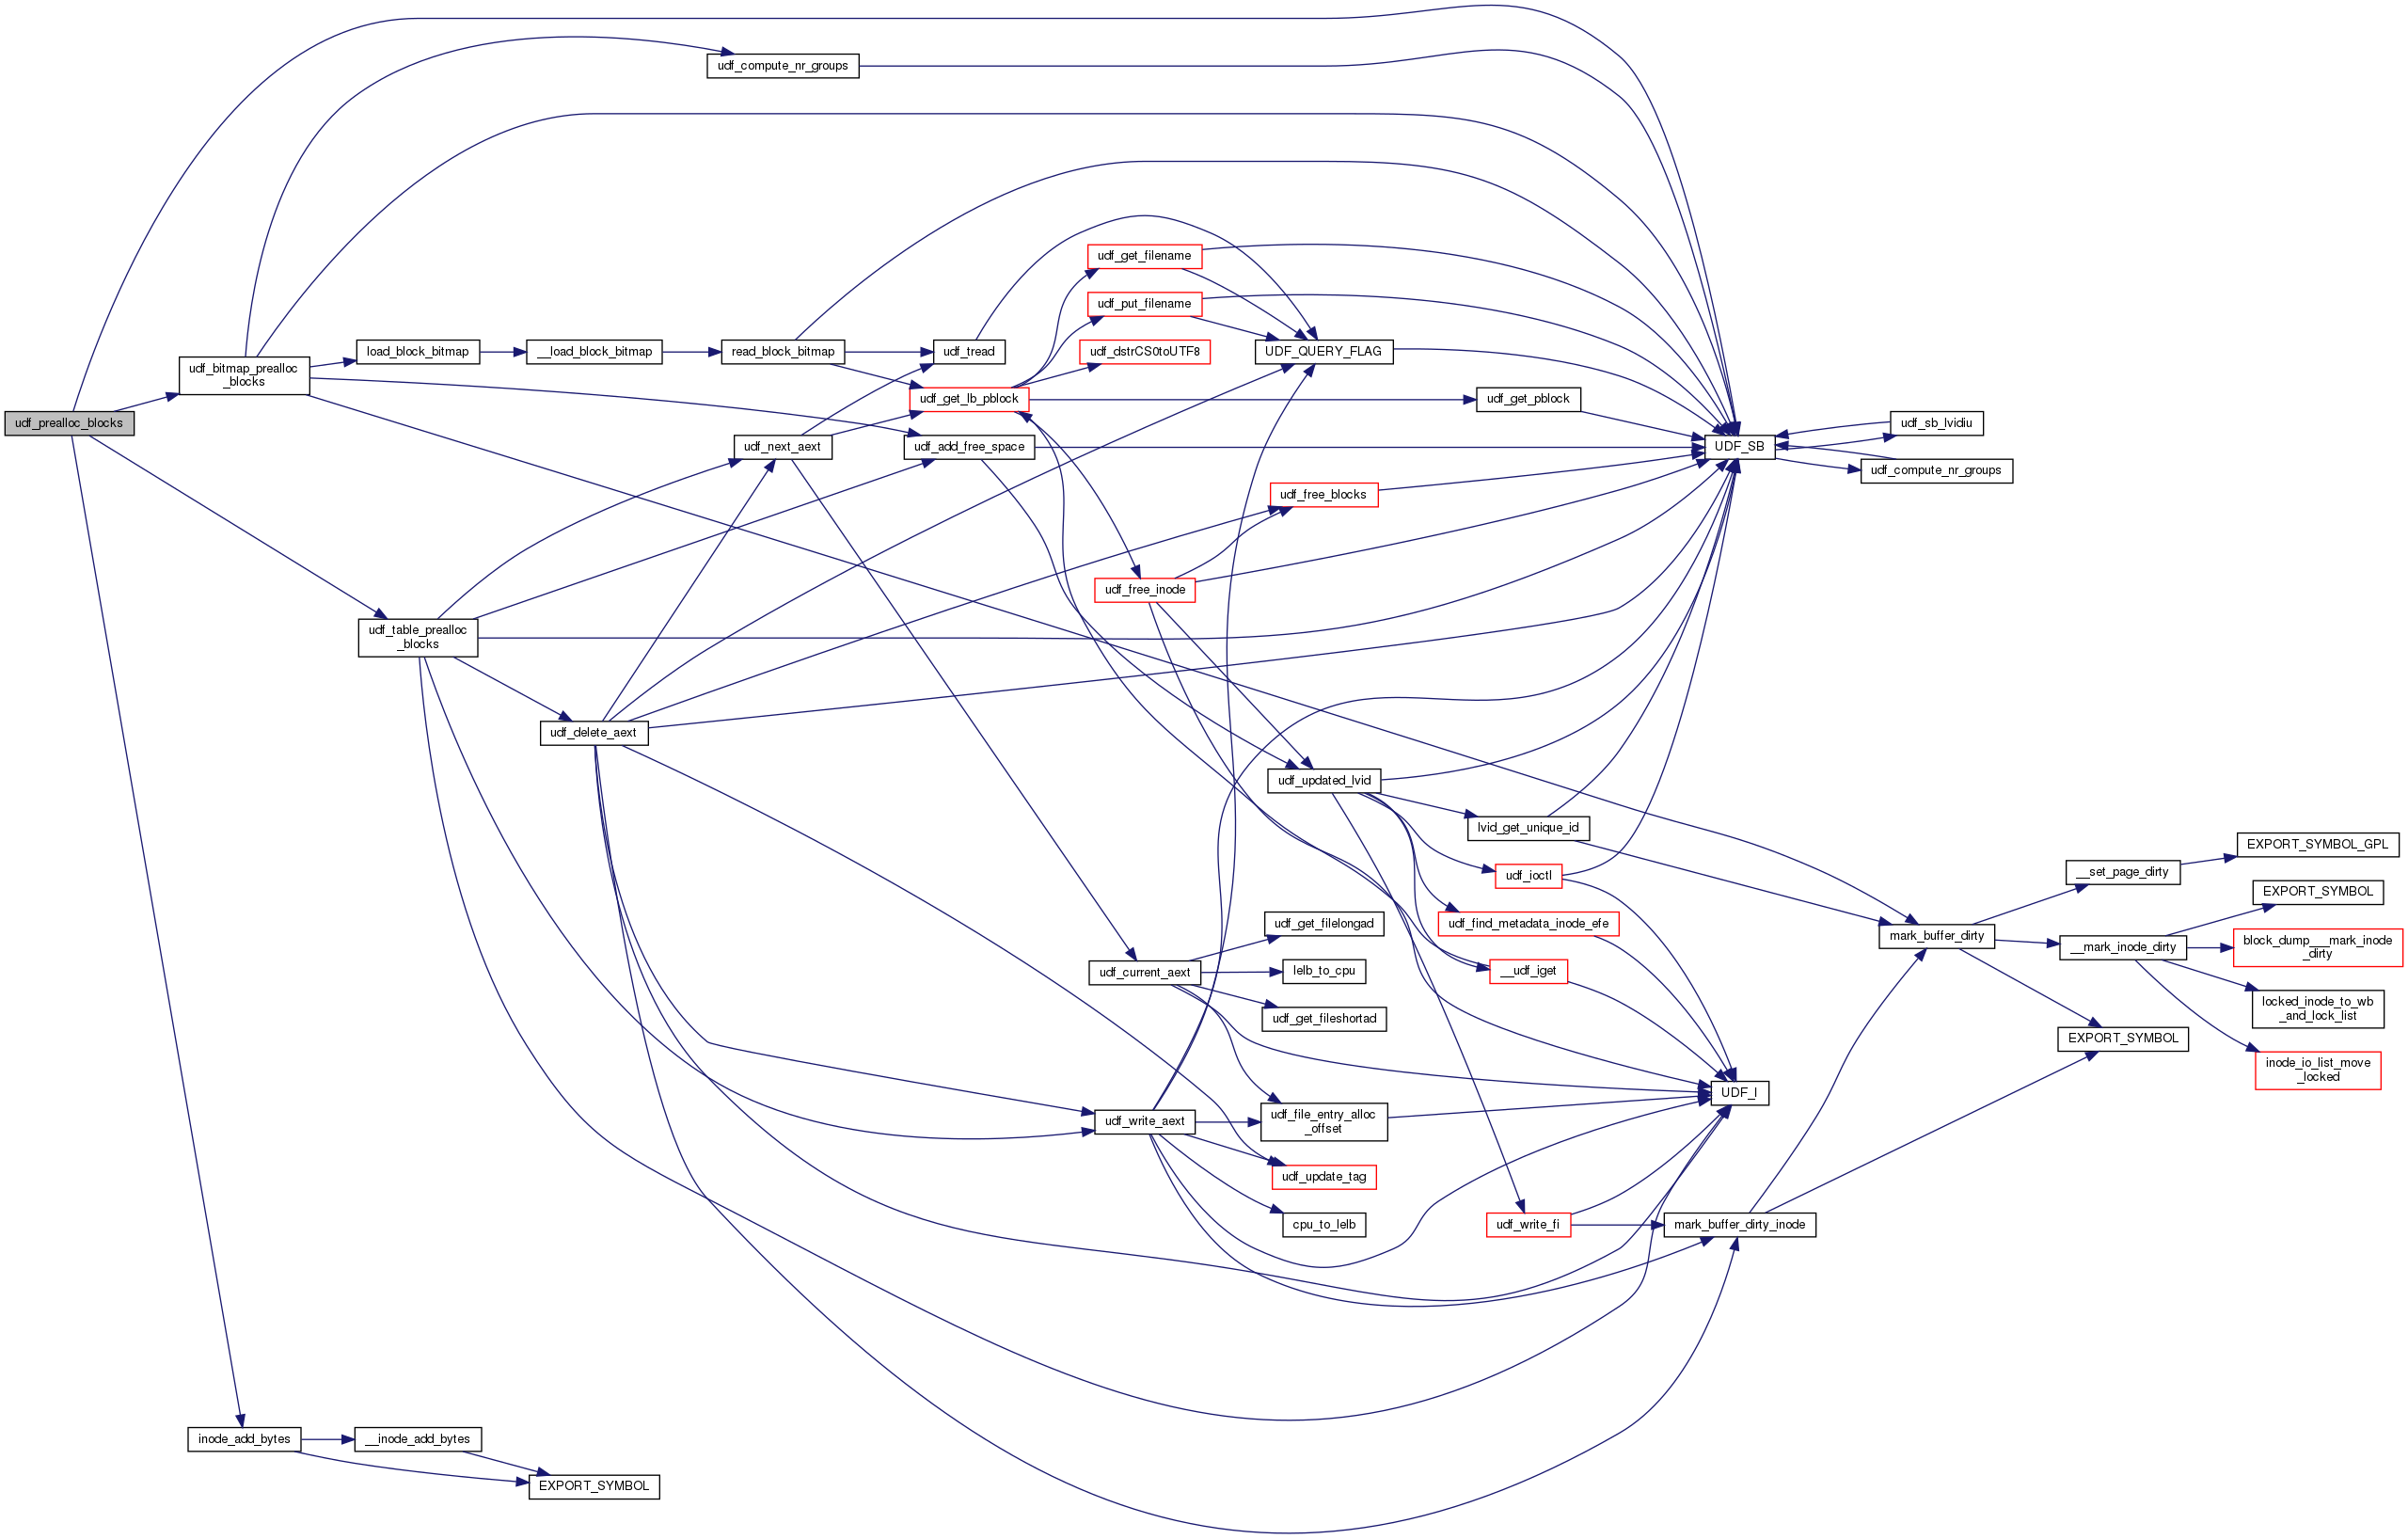 udf_compute_nr_groups
udf_get_filename
udf_put_filename
udf_bitmap_prealloc
_blocks
load_block_bitmap
__load_block_bitmap
read_block_bitmap
udf_tread
udf_dstrCS0toUTF8
UDF_QUERY_FLAG
udf_get_lb_pblock
udf_get_pblock
udf_prealloc_blocks
udf_sb_lvidiu
udf_next_aext
udf_add_free_space
UDF_SB
udf_compute_nr_groups
udf_free_blocks
udf_free_inode
udf_table_prealloc
_blocks
udf_delete_aext
udf_updated_lvid
lvid_get_unique_id
EXPORT_SYMBOL_GPL
udf_ioctl
__set_page_dirty
EXPORT_SYMBOL
udf_get_filelongad
udf_find_metadata_inode_efe
mark_buffer_dirty
__mark_inode_dirty
block_dump___mark_inode
_dirty
udf_current_aext
lelb_to_cpu
__udf_iget
udf_get_fileshortad
locked_inode_to_wb
_and_lock_list
EXPORT_SYMBOL
inode_io_list_move
_locked
UDF_I
udf_write_aext
udf_file_entry_alloc
_offset
udf_update_tag
cpu_to_lelb
udf_write_fi
mark_buffer_dirty_inode
inode_add_bytes
__inode_add_bytes
EXPORT_SYMBOL